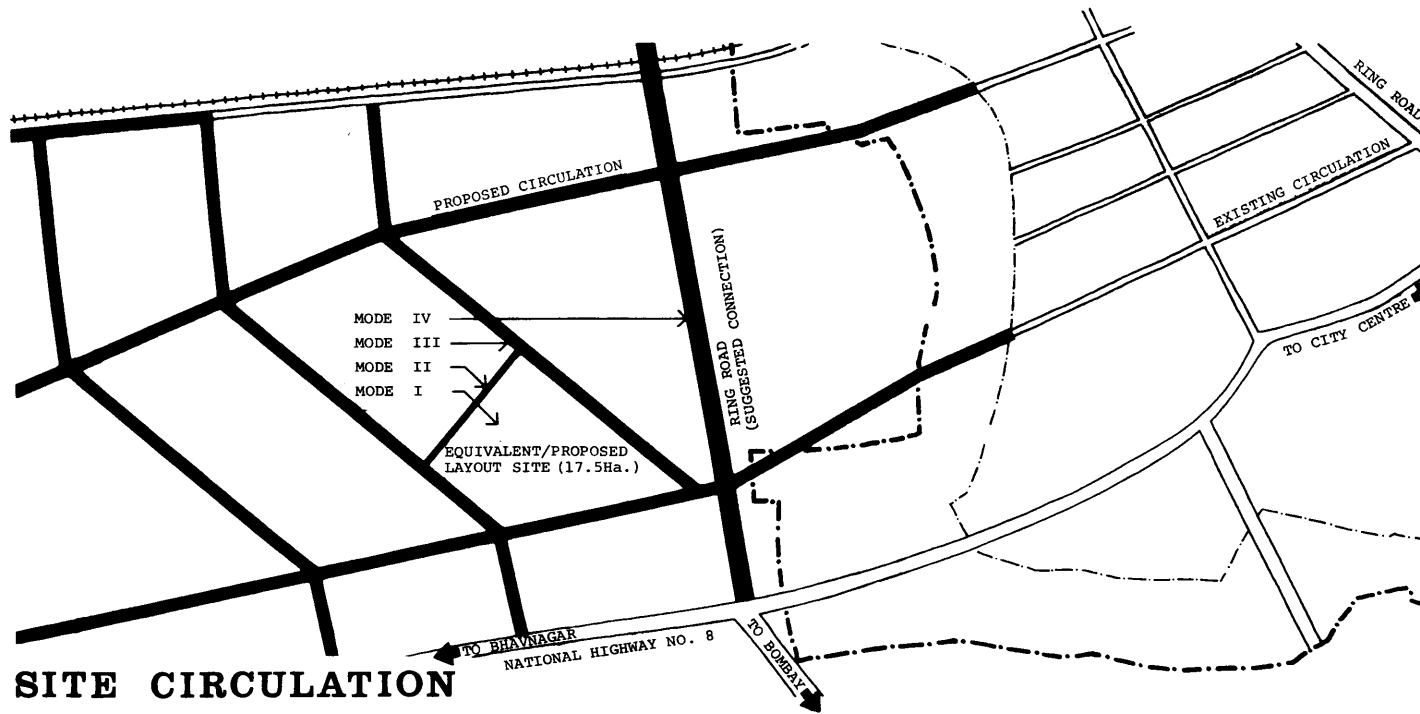 RING ROAD
PROPOSED CIRCULATION
EXISTING CIRCULATION
MODE IV
MODE III
MODE II
MODE I
RING ROAD
(SUGGESTED CONNECTION)
TO CITY CENTRE
EQUIVALENT/PROPOSED
LAYOUT SITE (17.5Ha.)
TO BHAVNAGAR
NATIONAL HIGHWAY NO. 8
TO BOMBAY
SITE CIRCULATION